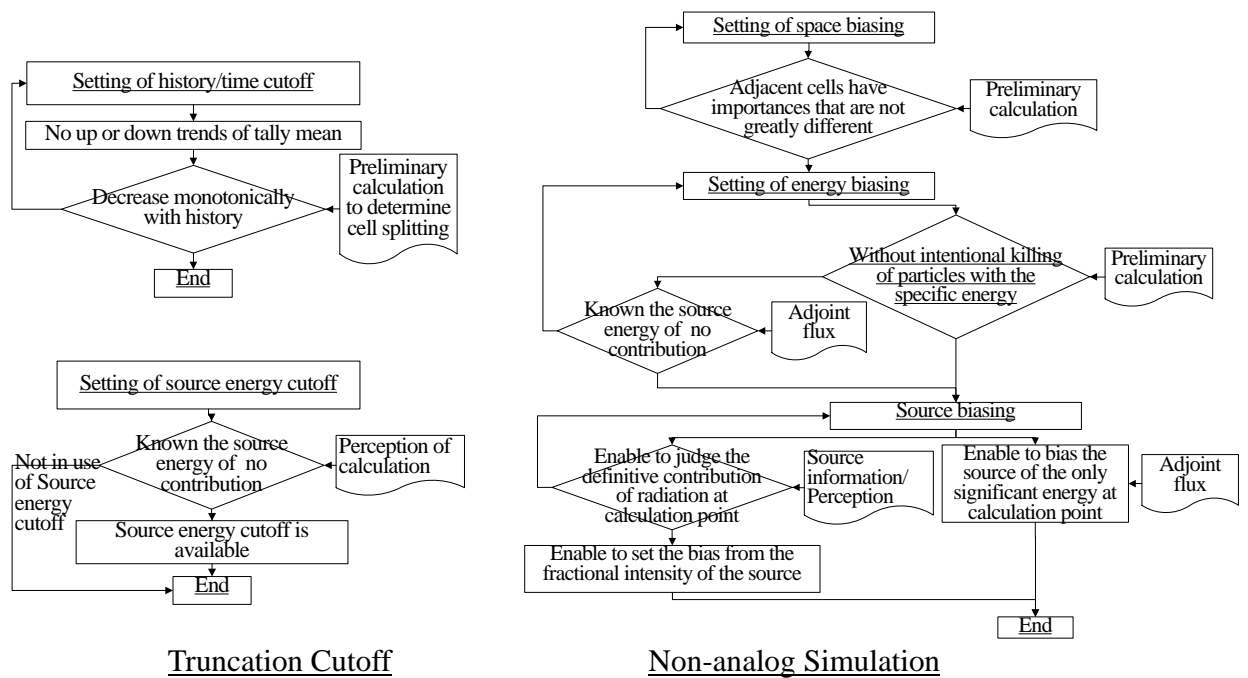 Setting of history/time cutoff
No up or down trends of tally mean
Decrease monotonically
with history
Preliminary
calculation
to determine
cell splitting
End
Setting of source energy cutoff
Known the source
energy of no
contribution
Perception of
calculation
Not in use
of Source
energy
cutoff
Source energy cutoff is
available
End
Truncation Cutoff
Setting of space biasing
Adjacent cells have
importances that are not
greatly different
Preliminary
calculation
Setting of energy biasing
Without intentional killing
of particles with the
specific energy
Preliminary
calculation
Known the source
energy of no
contribution
Adjoint
flux
Source biasing
Enable to judge the
definitive contribution
of radiation at
calculation point
Source
information/
Perception
Enable to bias the
source of the only
significant energy at
calculation point
Adjoint
flux
Enable to set the bias from the
fractional intensity of the source
End
Non-analog Simulation